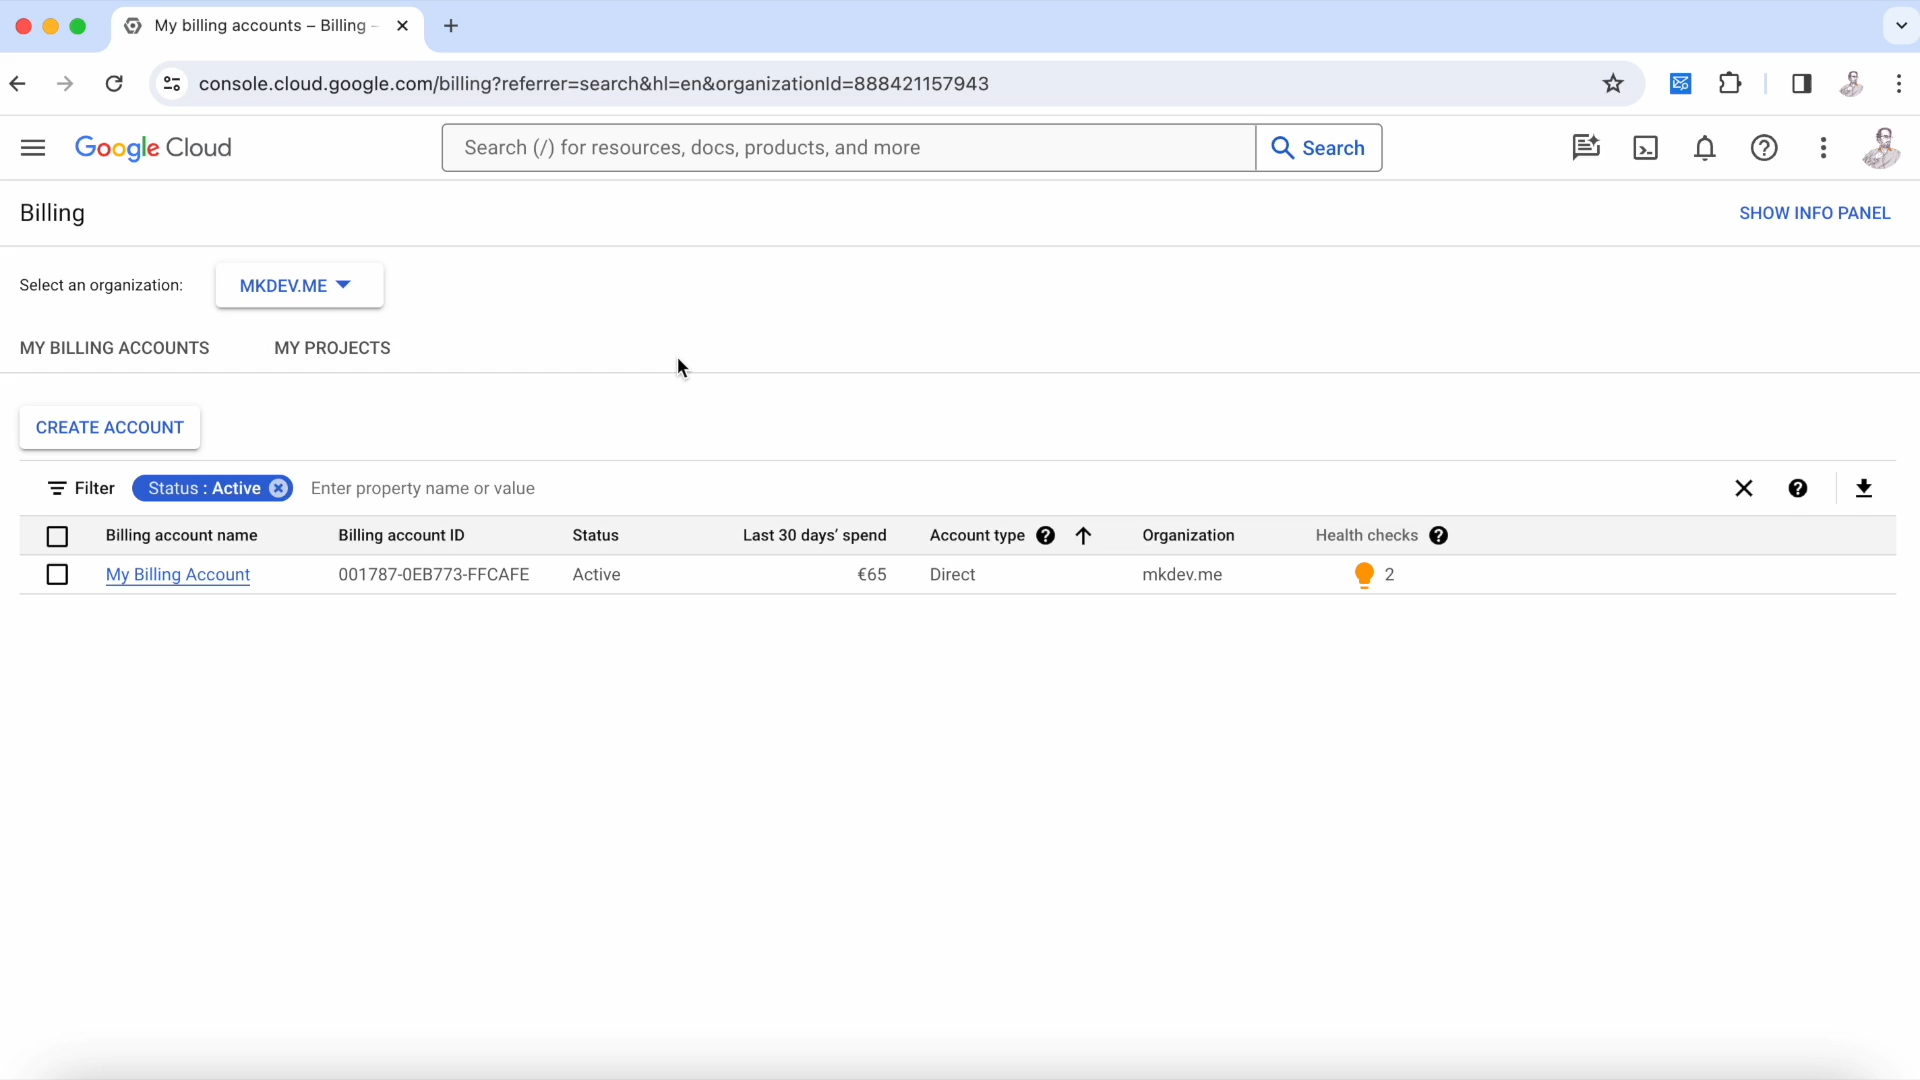 My billing accounts – Billing -
console.cloud.google.com/billing?referrer=search&hl=en&organizationId=888421157943
Google Cloud
Search (/) for resources, docs, products, and more
Search
Billing
SHOW INFO PANEL
Select an organization:
MKDEV.ME
MY BILLING ACCOUNTS
MY PROJECTS
CREATE ACCOUNT
Filter
Status : Active
Enter property name or value
Billing account name
Billing account ID
Status
Last 30 days' spend
Account type
Organization
Health checks
My Billing Account
001787-0EB773-FFCAFE
Active
€65
Direct
mkdev.me
2